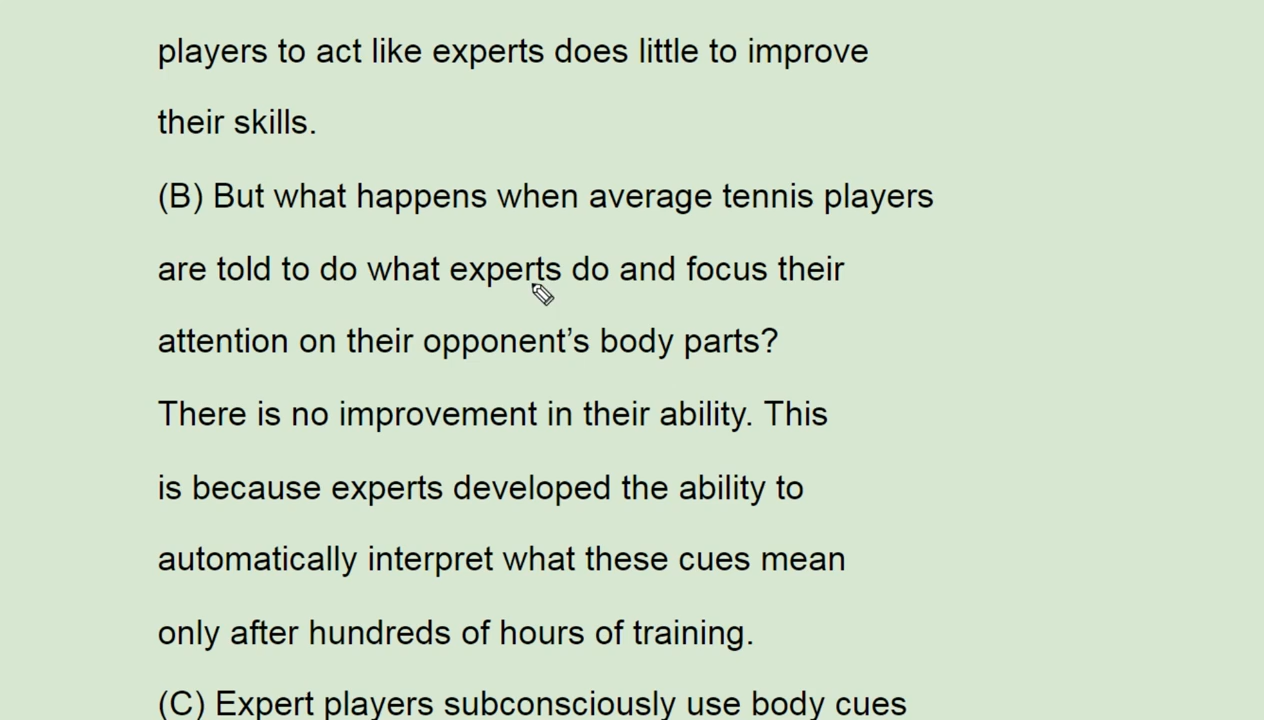 players to act like experts does little to improve
their skills.
(B) But what happens when average tennis players
are told to do what experts do and focus their
attention on their opponent’s body parts?
There is no improvement in their ability. This
is because experts developed the ability to
automatically interpret what these cues mean
only after hundreds of hours of training.
(C) Expert players subconsciously use body cues